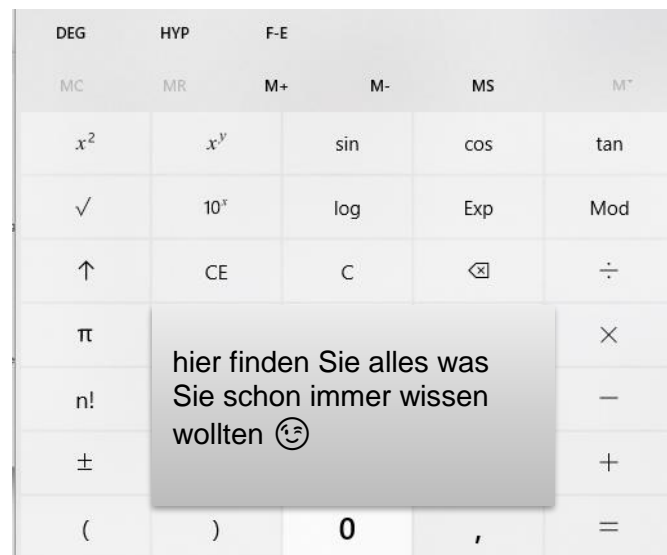 DEG HYP F-E
MC MR M+ M- MS M˅
x² xʸ sin cos tan
√ 10ˣ log Exp Mod
↑ CE C ⌫ ÷
π ×
hier finden Sie alles was
Sie schon immer wissen
wollten 😉
n! −
± +
( ) 0 , =